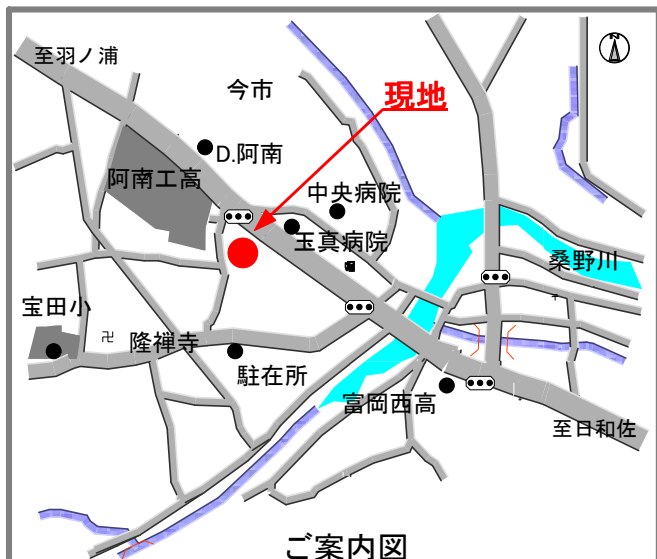 至羽ノ浦
今市
現地
D.阿南
阿南工高
中央病院
玉真病院
桑野川
宝田小
卍
隆禅寺
駐在所
富岡西高
至日和佐
ご案内図